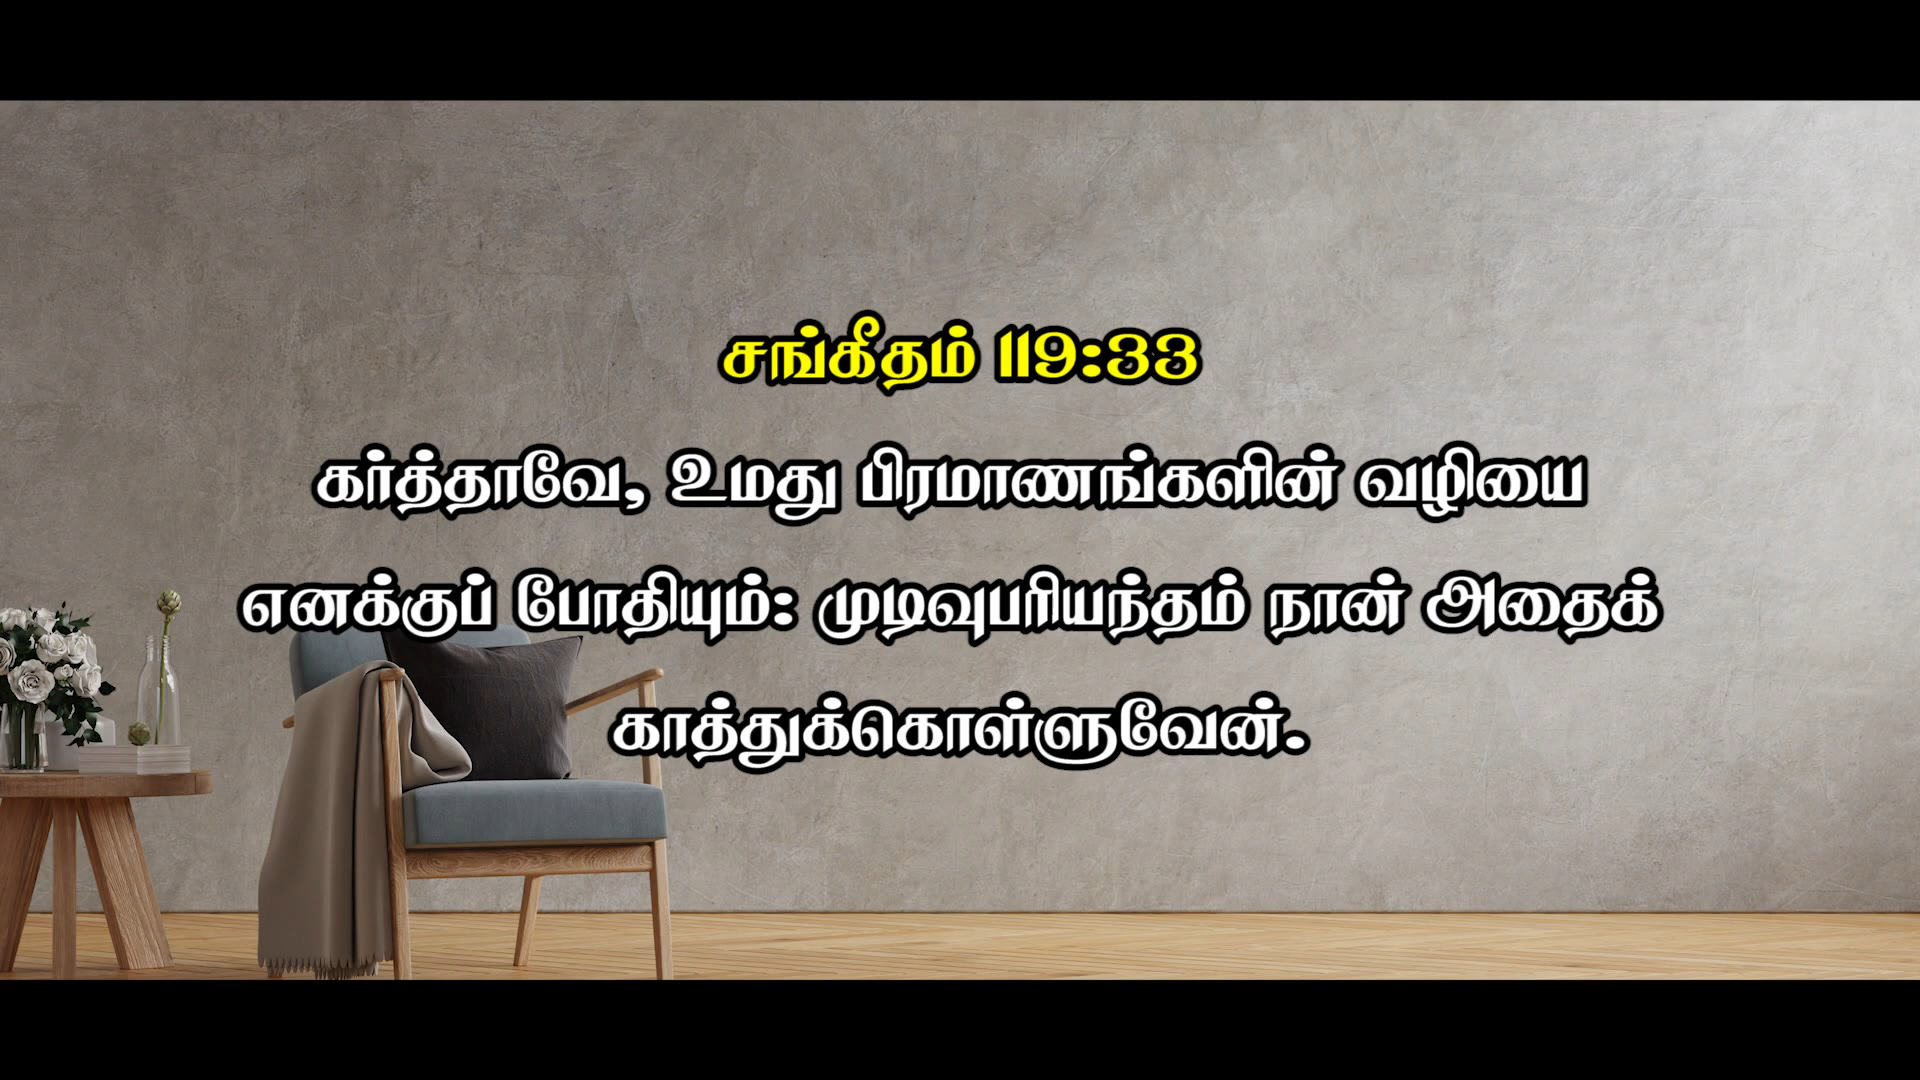 சங்கீதம் 119:33
கர்த்தாவே, உமது பிரமாணங்களின் வழியை
எனக்குப் போதியும்: முடிவுபரியந்தம் நான் அதைக்
காத்துக்கொள்ளுவேன்.